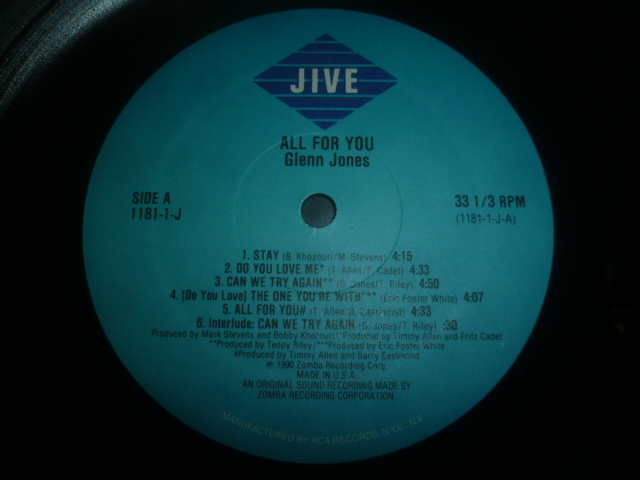 JIVE
ALL FOR YOU
Glenn Jones
SIDE A
1181-1-J
33 1/3 RPM
(1181-1-J-A)
1. STAY (B. Khozouri/M. Stevens) 4:15
2. DO YOU LOVE ME* (T. Allen/F. Cadet) 4:33
3. CAN WE TRY AGAIN** (G. Jones/T. Riley) 4:50
4. (Do You Love) THE ONE YOU'RE WITH*** (Eric Foster White) 4:07
5. ALL FOR YOU# (T. Allen/B. Eastmond) 4:33
6. Interlude: CAN WE TRY AGAIN (G. Jones/T. Riley) :30
Produced by Mark Stevens and Bobby Khozouri/*Produced by Timmy Allen and Fritz Cadet
**Produced by Teddy Riley/***Produced by Eric Foster White
#Produced by Timmy Allen and Barry Eastmond
℗ 1990 Zomba Recording Corp.
MADE IN U.S.A.
AN ORIGINAL SOUND RECORDING MADE BY
ZOMBA RECORDING CORPORATION
MANUFACTURED BY RCA RECORDS, N.Y.C., N.Y.